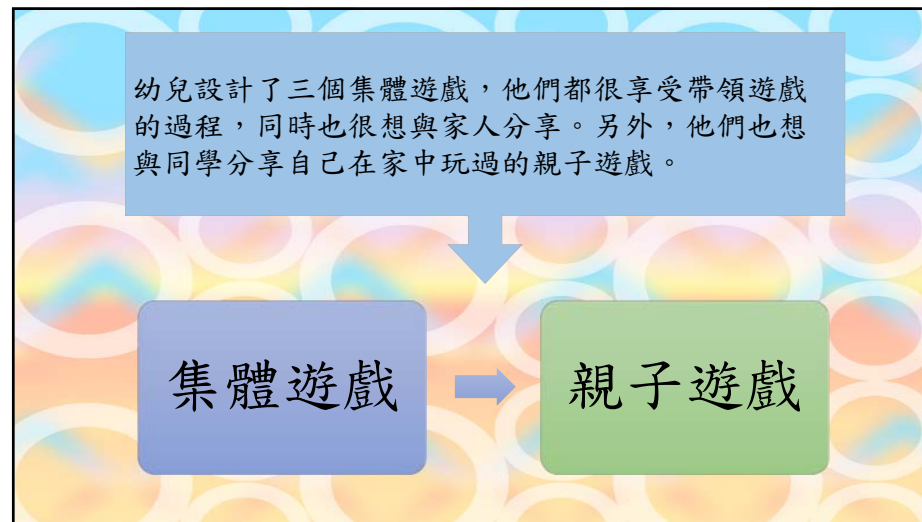 幼兒設計了三個集體遊戲，他們都很享受帶領遊戲
的過程，同時也很想與家人分享。另外，他們也想
與同學分享自己在家中玩過的親子遊戲。
集體遊戲
親子遊戲